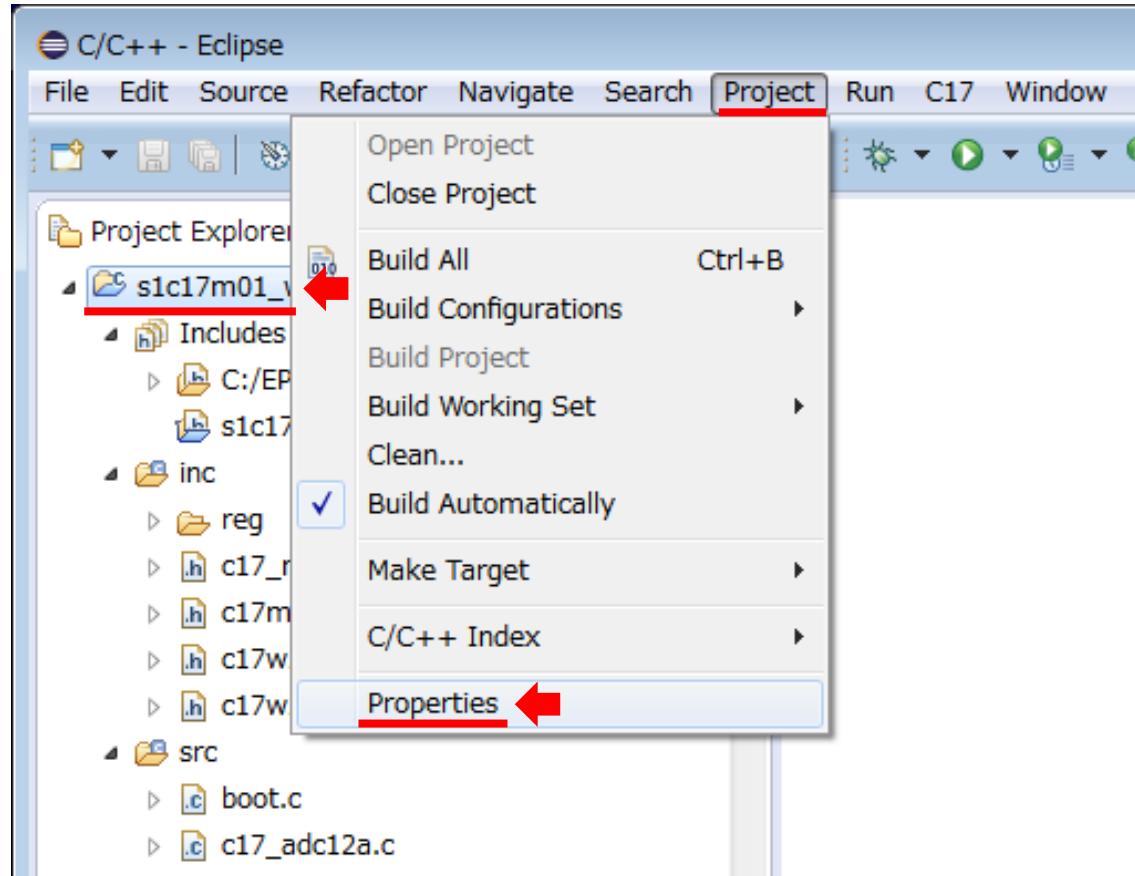 C/C++ - Eclipse
File Edit Source Refactor Navigate Search Project Run C17 Window
Open Project
Close Project
Build All Ctrl+B
Build Configurations
Build Project
Build Working Set
Clean...
Build Automatically
Make Target
C/C++ Index
Properties
Project Explorer
s1c17m01_
Includes
C:/EP
s1c17
inc
reg
c17_
c17m
c17w
c17w
src
boot.c
c17_adc12a.c